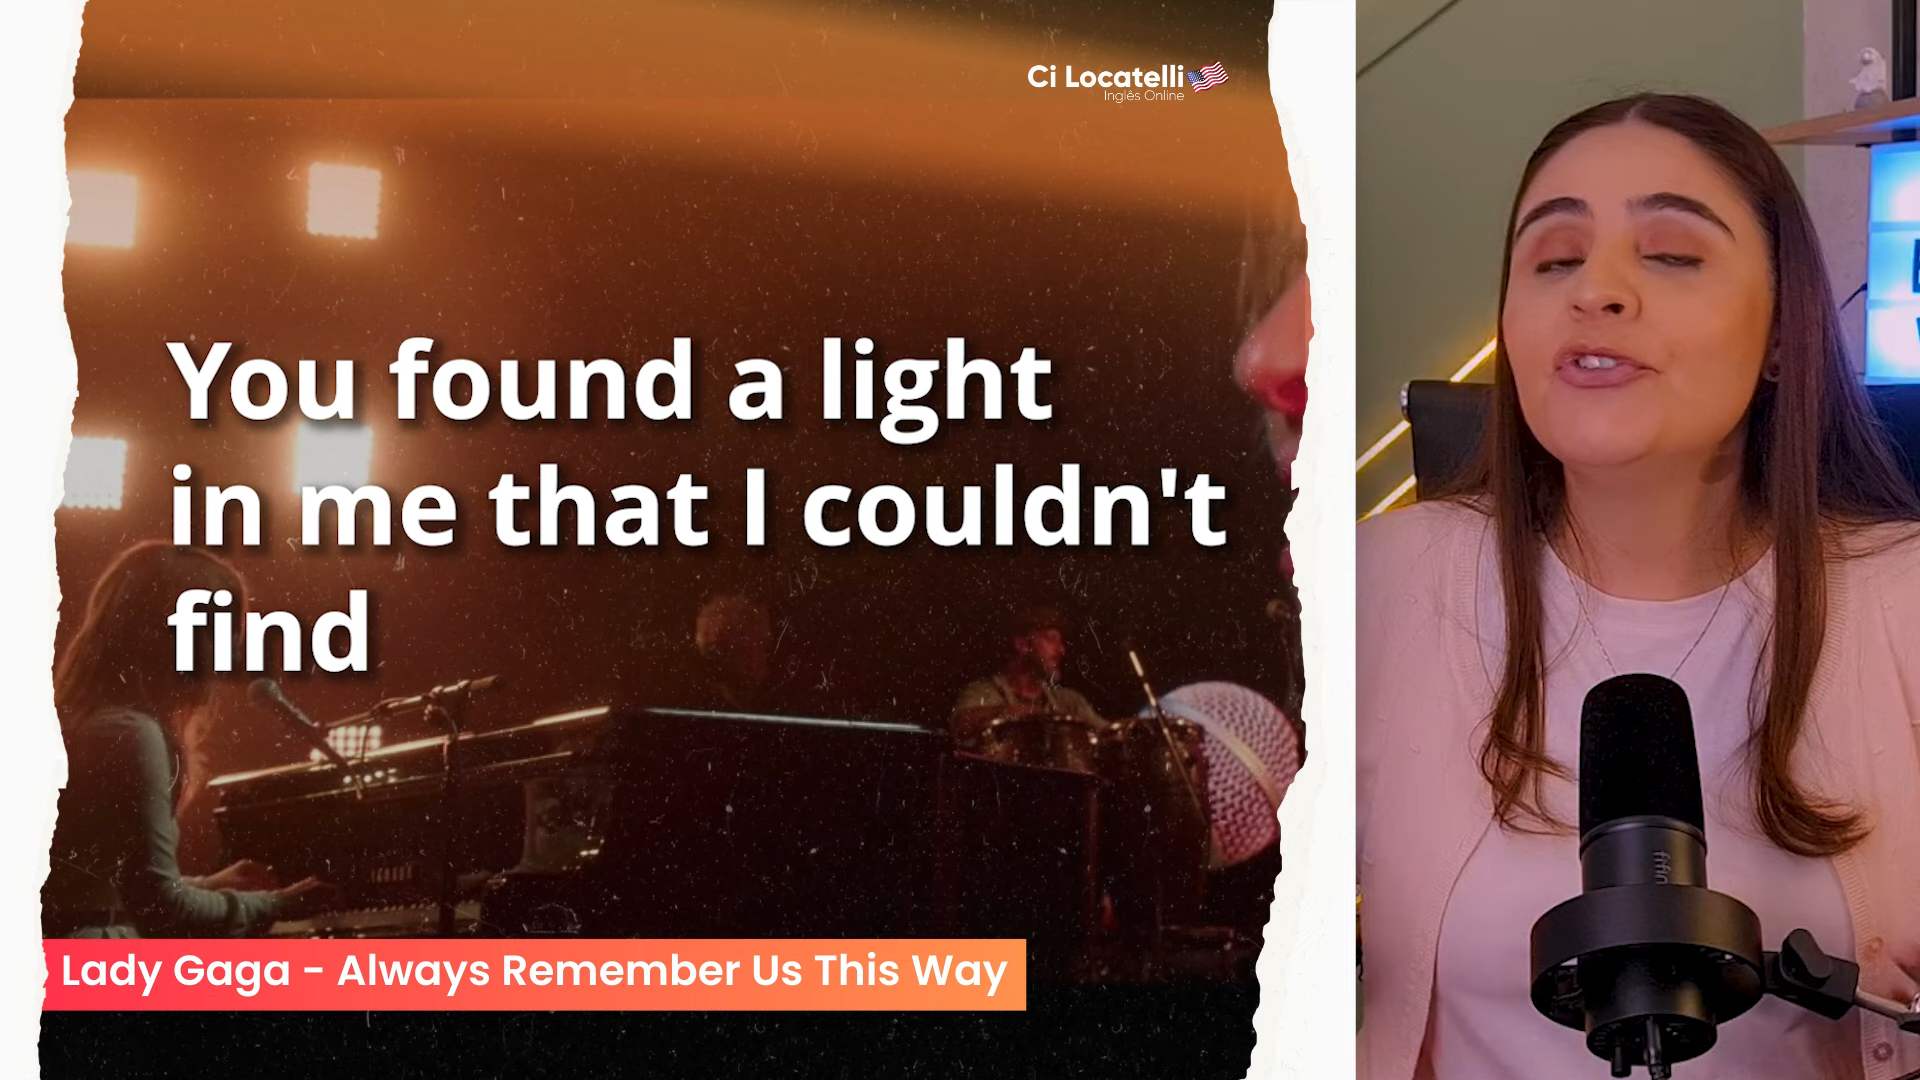 Ci Locatelli
Inglês Online
You found a light
in me that I couldn't
find
Lady Gaga - Always Remember Us This Way
fifin